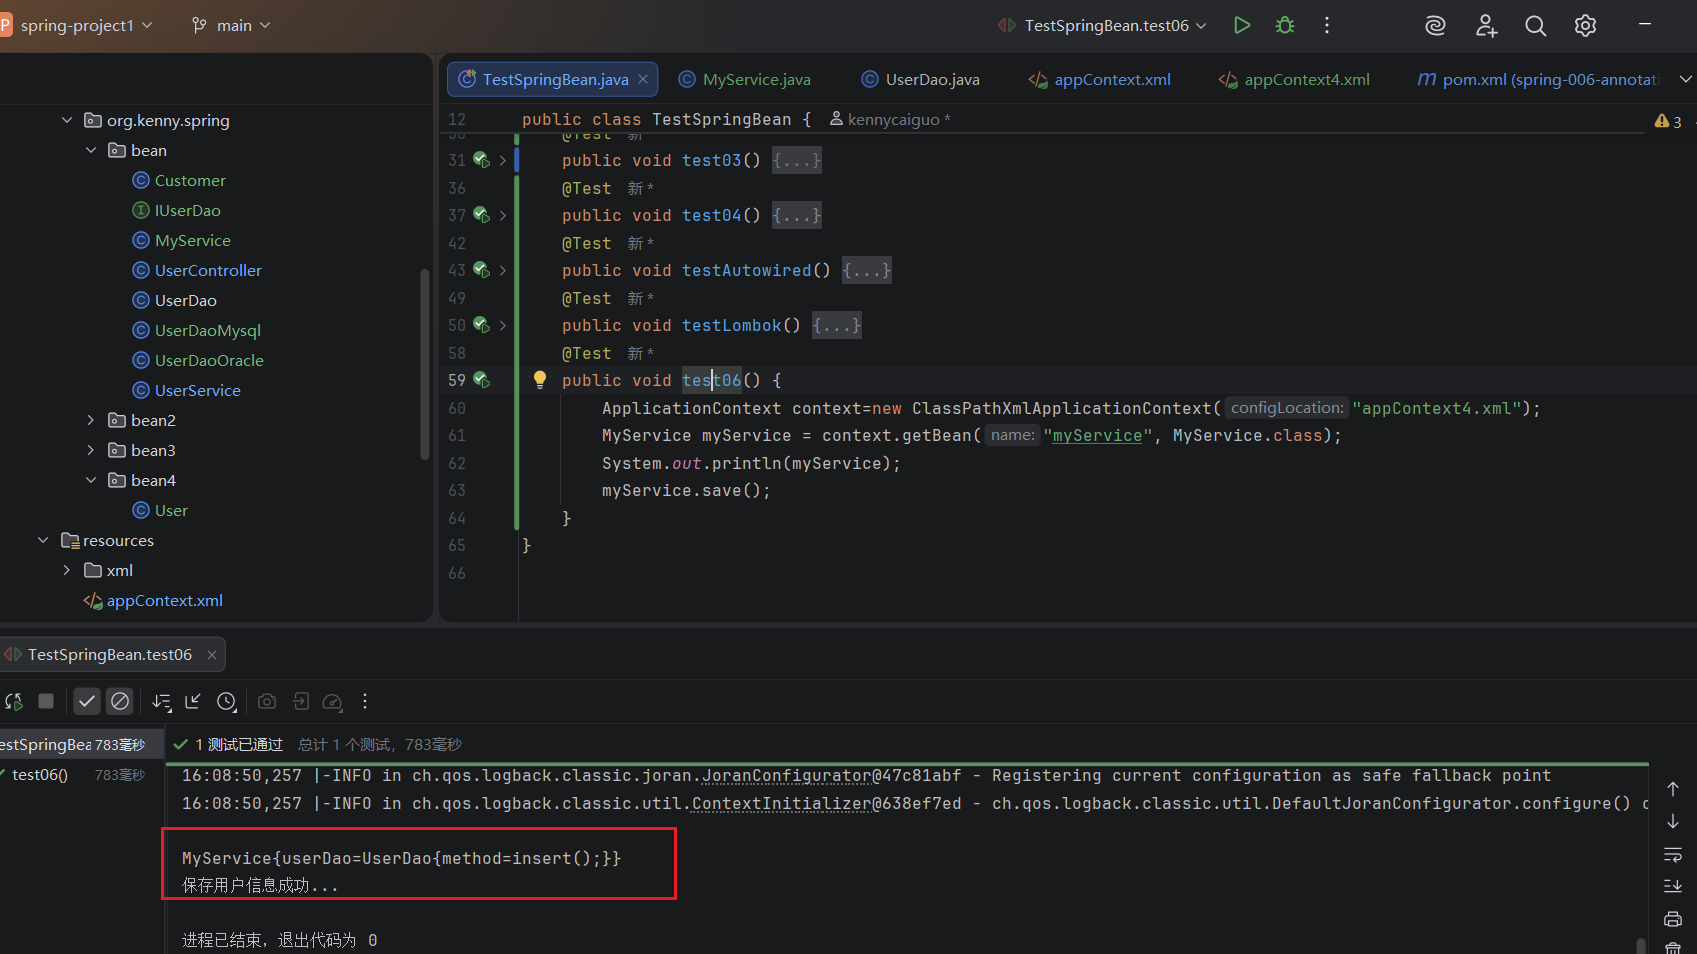 P spring-project1 main TestSpringBean.test06
TestSpringBean.java MyService.java UserDao.java appContext.xml appContext4.xml m pom.xml (spring-006-annotati
org.kenny.spring
bean
Customer
IUserDao
MyService
UserController
UserDao
UserDaoMysql
UserDaoOracle
UserService
bean2
bean3
bean4
User
resources
xml
appContext.xml
12 public class TestSpringBean { kennycaiguo * 3
30 @Test 新 *
31 public void test03() {...}
36 @Test 新 *
37 public void test04() {...}
42 @Test 新 *
43 public void testAutowired() {...}
49 @Test 新 *
50 public void testLombok() {...}
58 @Test 新 *
59 public void test06() {
60 ApplicationContext context=new ClassPathXmlApplicationContext( configLocation: "appContext4.xml");
61 MyService myService = context.getBean( name: "myService", MyService.class);
62 System.out.println(myService);
63 myService.save();
64 }
65 }
66
TestSpringBean.test06
estSpringBea 783毫秒
test06() 783毫秒
1 测试已通过 总计 1 个测试, 783毫秒
16:08:50,257 |-INFO in ch.qos.logback.classic.joran.JoranConfigurator@47c81abf - Registering current configuration as safe fallback point
16:08:50,257 |-INFO in ch.qos.logback.classic.util.ContextInitializer@638ef7ed - ch.qos.logback.classic.util.DefaultJoranConfigurator.configure() c
MyService{userDao=UserDao{method=insert();}}
保存用户信息成功...
进程已结束，退出代码为 0